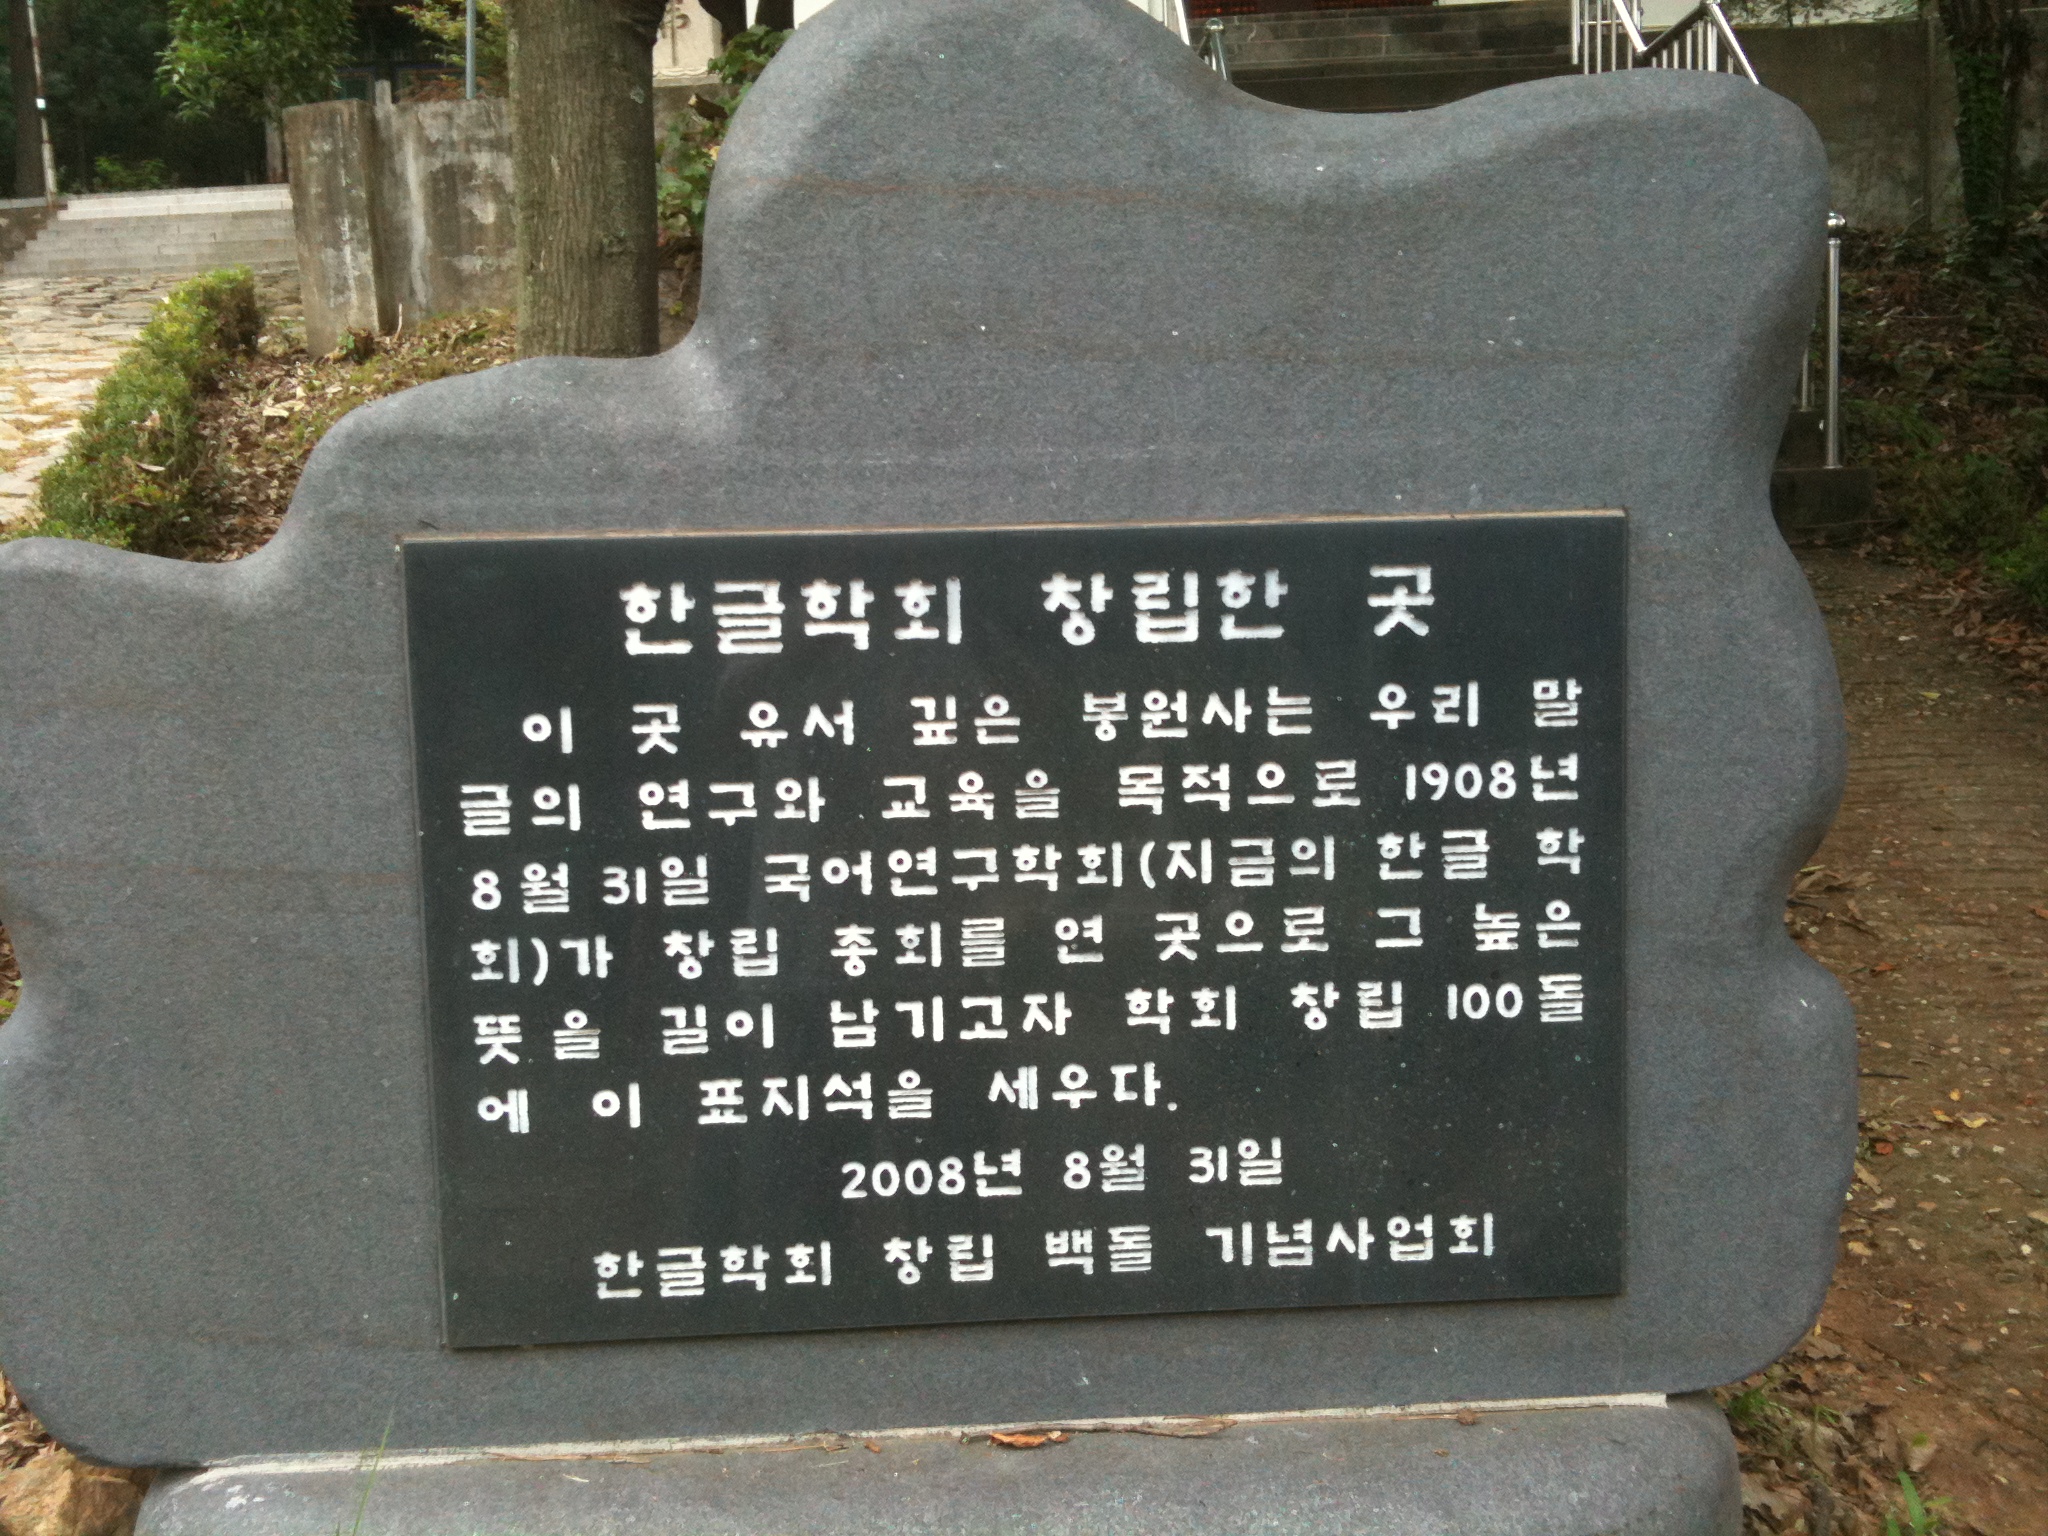 한글학회 창립한 곳
이 곳 유서 깊은 봉원사는 우리 말
글의 연구와 교육을 목적으로 1908년
8월 31일 국어연구학회(지금의 한글 학
회)가 창립 총회를 연 곳으로 그 높은
뜻을 길이 남기고자 학회 창립 100돌
에 이 표지석을 세우다.
2008년 8월 31일
한글학회 창립 백돌 기념사업회